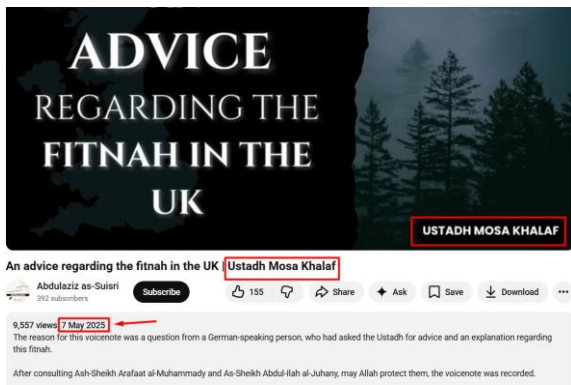 ADVICE
REGARDING THE
FITNAH IN THE
UK
USTADH MOSA KHALAF
An advice regarding the fitnah in the UK | Ustadh Mosa Khalaf
Abdulaziz as-Suisri
392 subscribers
Subscribe
155
Share
Ask
Save
Download
9,557 views 7 May 2025
The reason for this voicenote was a question from a German-speaking person, who had asked the Ustadh for advice and an explanation regarding
this fitnah.
After consulting Ash-Sheikh Arafaat al-Muhammady and As-Sheikh Abdul-Ilah al-Juhany, may Allah protect them, the voicenote was recorded.